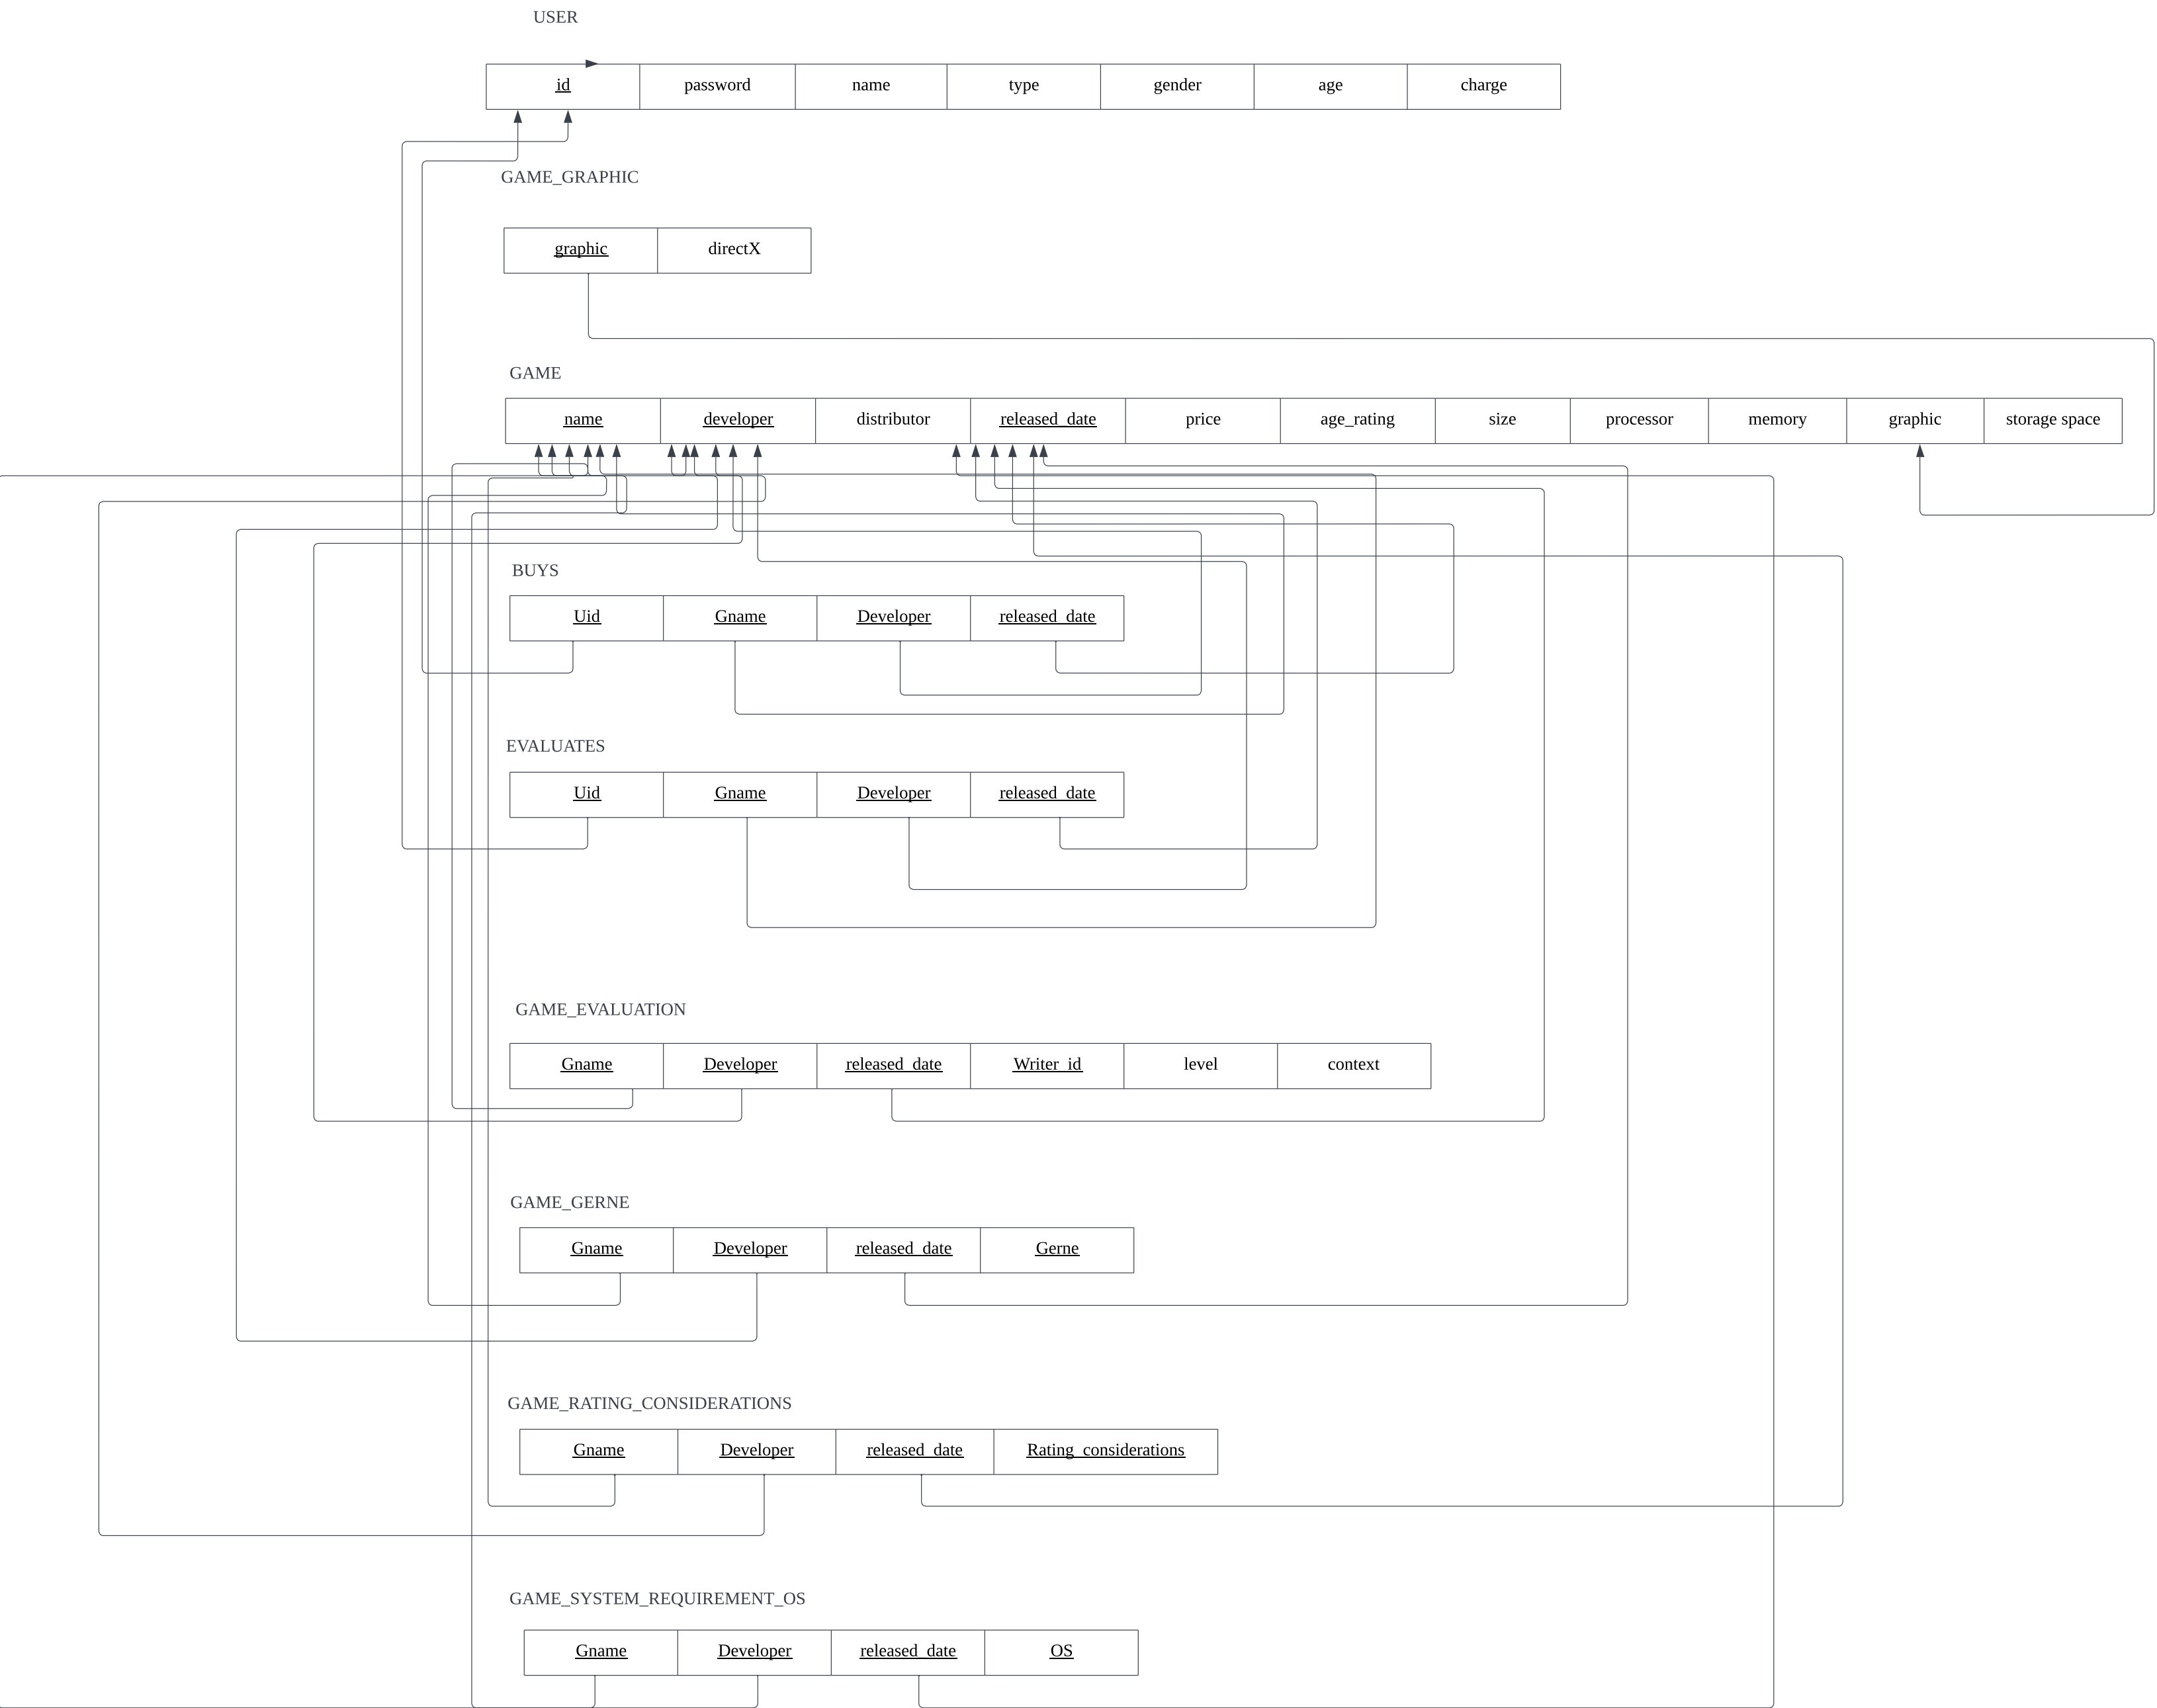 USER
id password name type gender age charge
GAME_GRAPHIC
graphic directX
GAME
name developer distributor released_date price age_rating size processor memory graphic storage space
BUYS
Uid Gname Developer released_date
EVALUATES
Uid Gname Developer released_date
GAME_EVALUATION
Gname Developer released_date Writer_id level context
GAME_GERNE
Gname Developer released_date Gerne
GAME_RATING_CONSIDERATIONS
Gname Developer released_date Rating_considerations
GAME_SYSTEM_REQUIREMENT_OS
Gname Developer released_date OS